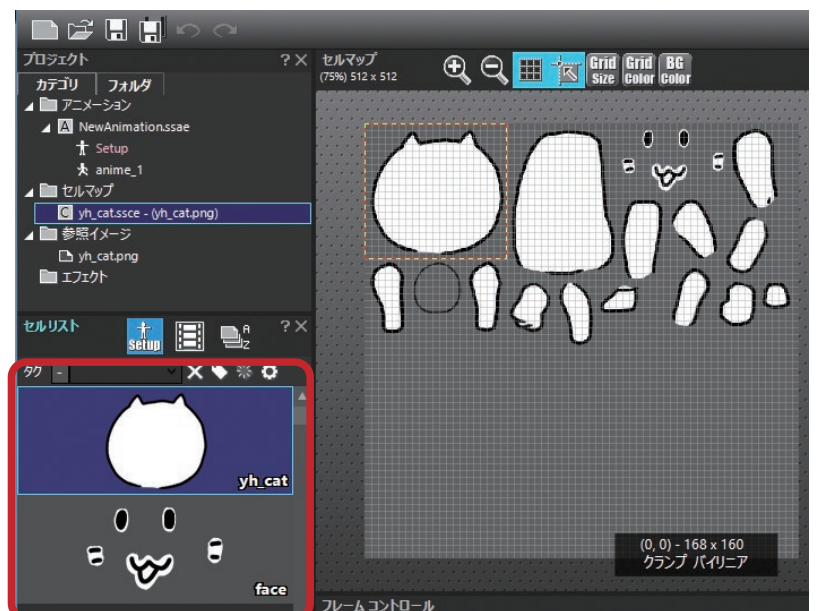 プロジェクト ?
カテゴリ フォルダ
アニメーション
A NewAnimation.ssae
Setup
anime_1
セルマップ
C yh_cat.ssce - (yh_cat.png)
参照イメージ
yh_cat.png
エフェクト
セルリスト Setup A Z ?
タグ -
yh_cat
face
セルマップ
(75%) 512 x 512
Grid Size Grid Color BG Color
(0, 0) - 168 x 160
クランプ バイリニア
フレームコントロール